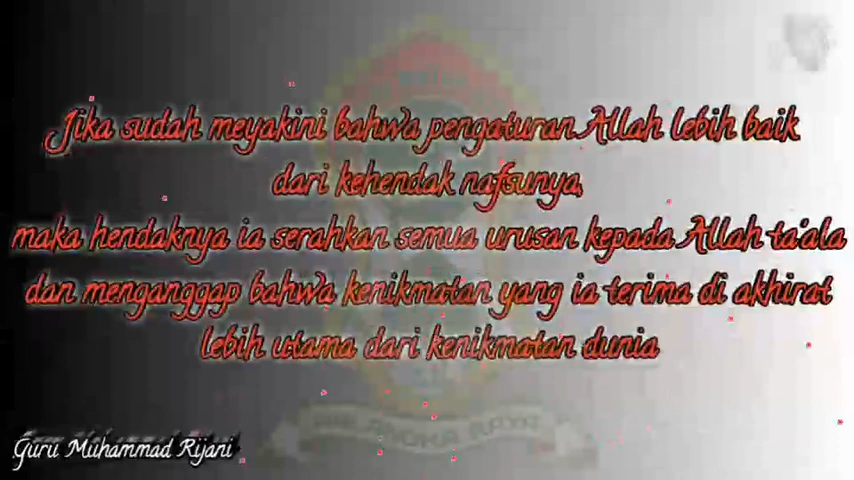 Jika sudah meyakini bahwa pengaturan Allah lebih baik
dari kehendak nafsunya,
maka hendaknya ia serahkan semua urusan kepada Allah ta'ala
dan menganggap bahwa kenikmatan yang ia terima di akhirat
lebih utama dari kenikmatan dunia
PALANGKA RAYA
Guru Muhammad Rijani